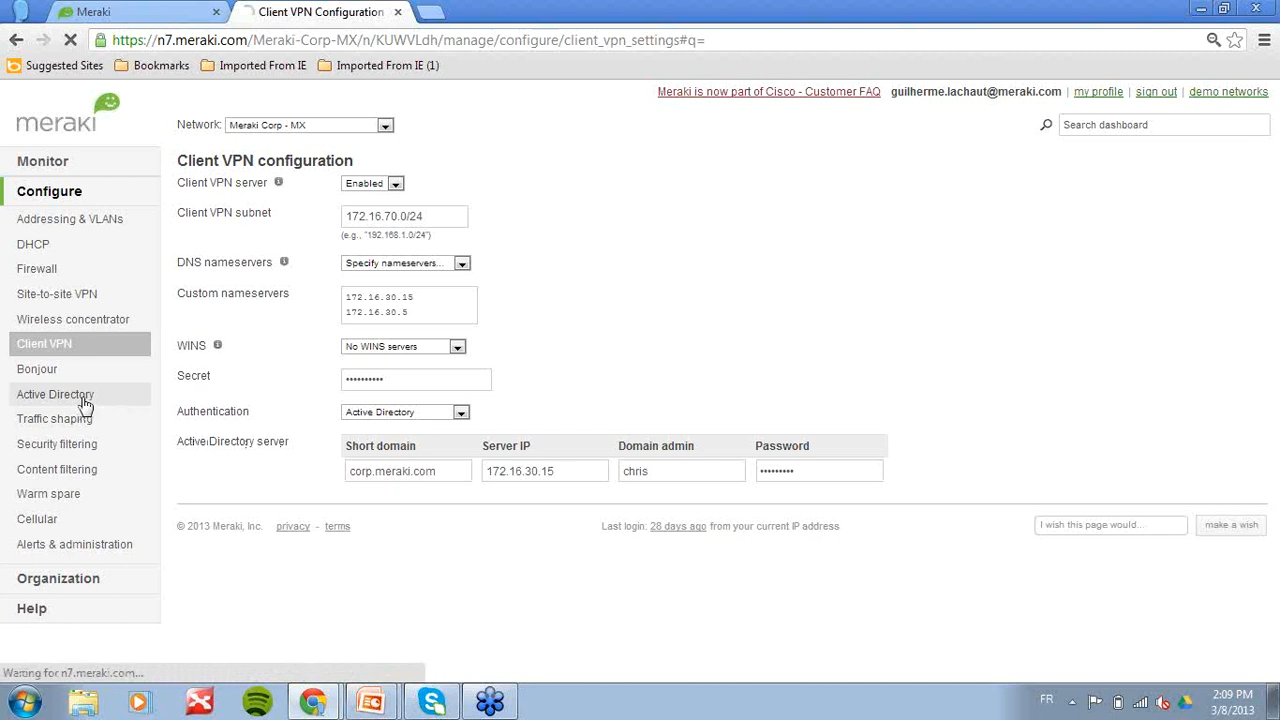 Meraki
Client VPN Configuration
https://n7.meraki.com/Meraki-Corp-MX/n/KUWVLdh/manage/configure/client_vpn_settings#q=
Suggested Sites
Bookmarks
Imported From IE
Imported From IE (1)
Meraki is now part of Cisco - Customer FAQ
guilherme.lachaut@meraki.com | my profile | sign out | demo networks
meraki
Network: Meraki Corp - MX
Search dashboard
Monitor
Configure
Addressing & VLANs
DHCP
Firewall
Site-to-site VPN
Wireless concentrator
Client VPN
Bonjour
Active Directory
Traffic shaping
Security filtering
Content filtering
Warm spare
Cellular
Alerts & administration
Organization
Help
Client VPN configuration
Client VPN server i Enabled
Client VPN subnet 172.16.70.0/24
(e.g., "192.168.1.0/24")
DNS nameservers i Specify nameservers...
Custom nameservers 172.16.30.15
172.16.30.5
WINS i No WINS servers
Secret ••••••••••
Authentication Active Directory
Active Directory server
Short domain Server IP Domain admin Password
corp.meraki.com 172.16.30.15 chris •••••••••
© 2013 Meraki, Inc. privacy - terms
Last login: 28 days ago from your current IP address
I wish this page would... make a wish
Waiting for n7.meraki.com...
FR
2:09 PM
3/8/2013